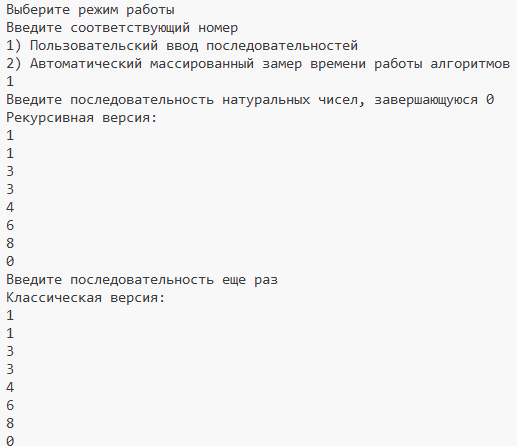 Выберите режим работы
Введите соответствующий номер
1) Пользовательский ввод последовательностей
2) Автоматический массированный замер времени работы алгоритмов
1
Введите последовательность натуральных чисел, завершающуюся 0
Рекурсивная версия:
1
1
3
3
4
6
8
0
Введите последовательность еще раз
Классическая версия:
1
1
3
3
4
6
8
0